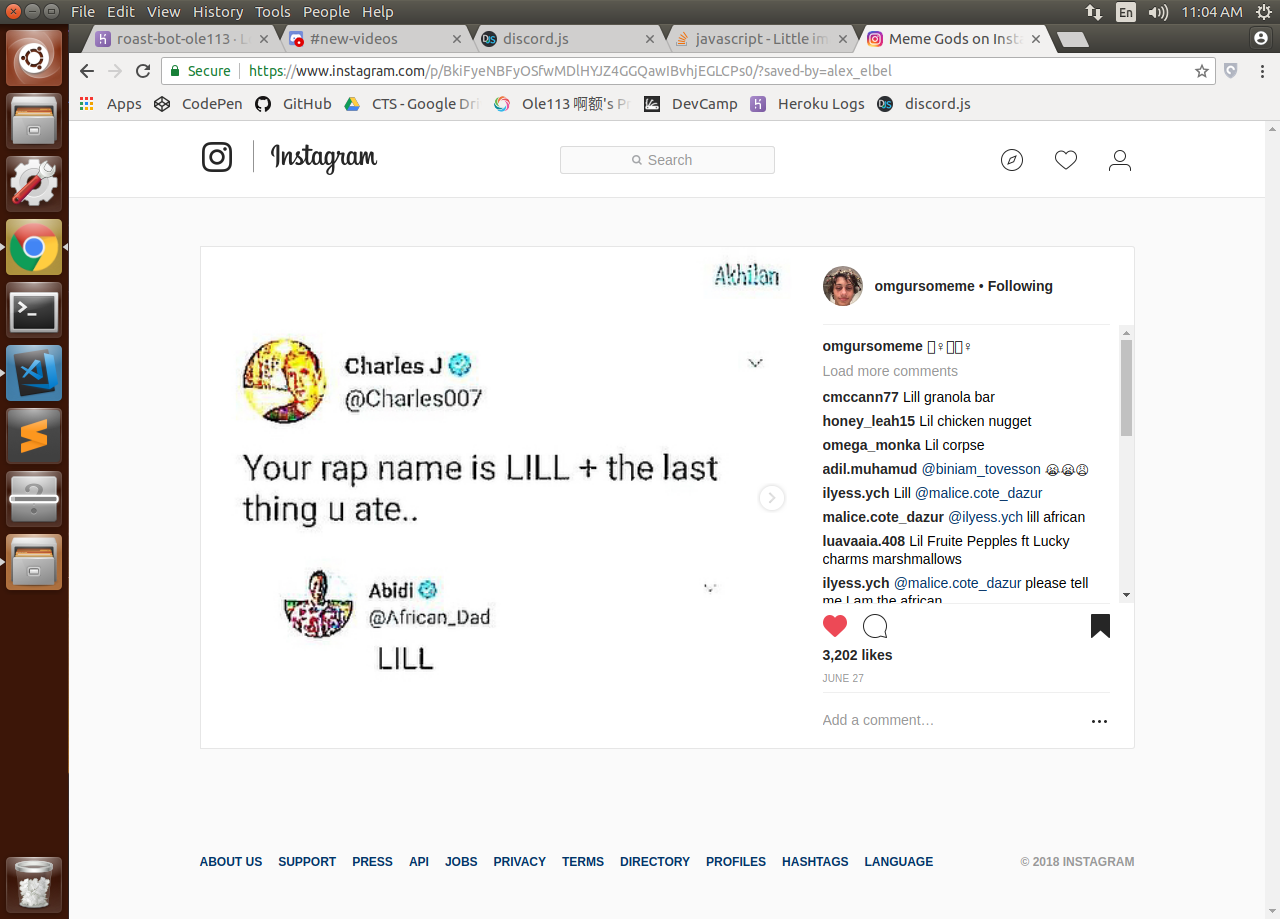 File Edit View History Tools People Help
En 11:04 AM
roast-bot-ole113 · L
#new-videos
discord.js
javascript - Little im
Meme Gods on Inst
Secure https://www.instagram.com/p/BkiFyeNBFyOSfwMDlHYJZ4GGQawIBvhjEGLCPs0/?saved-by=alex_elbel
Apps CodePen GitHub CTS - Google Dri Ole113 啊额's Pr DevCamp Heroku Logs discord.js
Instagram
Search
Akhilan
Charles J
@Charles007
Your rap name is LILL + the last
thing u ate..
Abidi
@African_Dad
LILL
omgursomeme • Following
omgursomeme ♀♀
Load more comments
cmccann77 Lill granola bar
honey_leah15 Lil chicken nugget
omega_monka Lil corpse
adil.muhamud @biniam_tovesson 😭😭😩
ilyess.ych Lill @malice.cote_dazur
malice.cote_dazur @ilyess.ych lill african
luavaaia.408 Lil Fruite Pepples ft Lucky
charms marshmallows
ilyess.ych @malice.cote_dazur please tell
me I am the african
3,202 likes
JUNE 27
Add a comment…
ABOUT US SUPPORT PRESS API JOBS PRIVACY TERMS DIRECTORY PROFILES HASHTAGS LANGUAGE
© 2018 INSTAGRAM